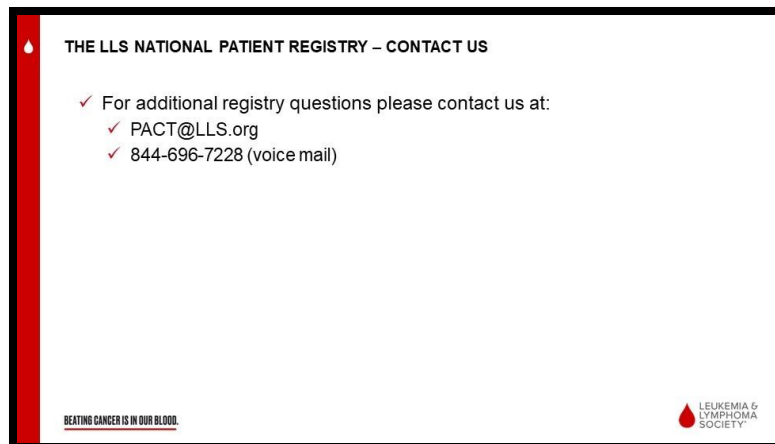 THE LLS NATIONAL PATIENT REGISTRY – CONTACT US
✓ For additional registry questions please contact us at:
✓ PACT@LLS.org
✓ 844-696-7228 (voice mail)
BEATING CANCER IS IN OUR BLOOD.
LEUKEMIA &
LYMPHOMA
SOCIETY®